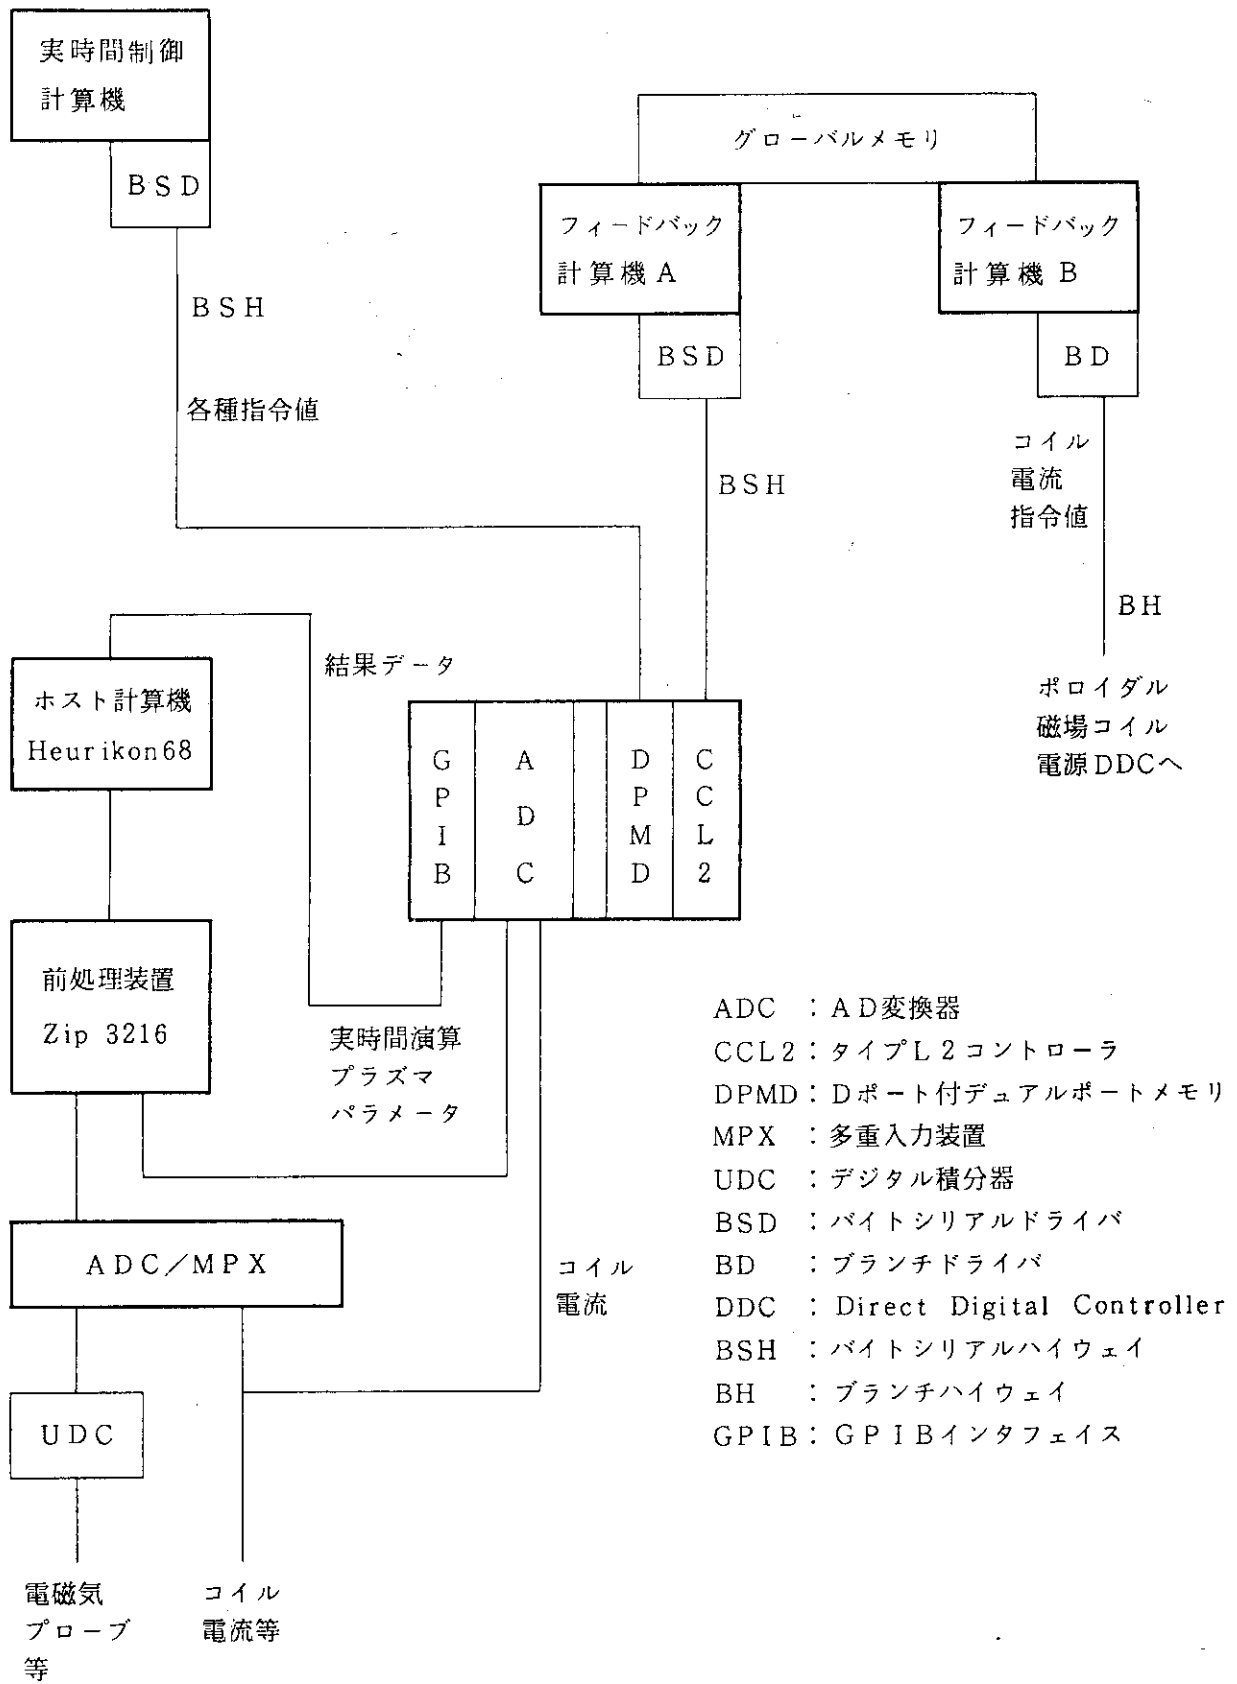 実時間制御
計算機
BSD
BSH
各種指令値
グローバルメモリ
フィードバック
計算機A
BSD
BSH
フィードバック
計算機B
BD
コイル
電流
指令値
BH
ポロイダル
磁場コイル
電源DDCへ
結果データ
ホスト計算機
Heurikon68
GPIB
ADC
DPMD
CCL2
前処理装置
Zip 3216
実時間演算
プラズマ
パラメータ
ADC/MPX
コイル
電流
UDC
電磁気
プローブ
等
コイル
電流等
ADC :AD変換器
CCL2:タイプL2コントローラ
DPMD:Dポート付デュアルポートメモリ
MPX :多重入力装置
UDC :デジタル積分器
BSD :バイトシリアルドライバ
BD :ブランチドライバ
DDC :Direct Digital Controller
BSH :バイトシリアルハイウェイ
BH :ブランチハイウェイ
GPIB:GPIBインタフェイス